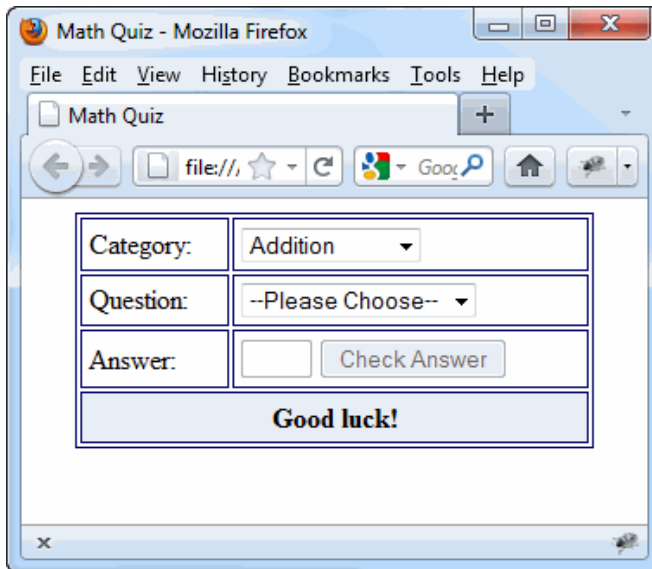 Math Quiz - Mozilla Firefox
File Edit View History Bookmarks Tools Help
Math Quiz
file:// Goog
Category: Addition
Question: --Please Choose--
Answer: Check Answer
Good luck!
x